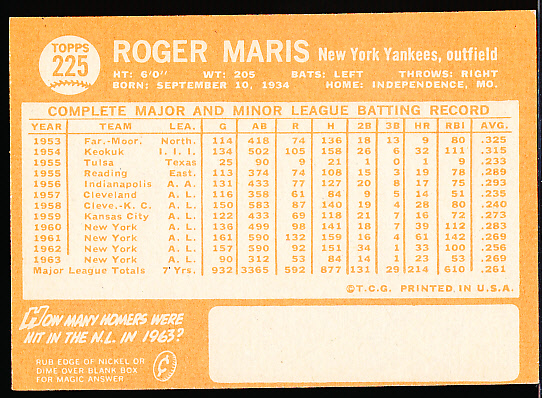 TOPPS
225
ROGER MARIS New York Yankees, outfield
HT: 6'0" WT: 205 BATS: LEFT THROWS: RIGHT
BORN: SEPTEMBER 10, 1934 HOME: INDEPENDENCE, MO.
COMPLETE MAJOR AND MINOR LEAGUE BATTING RECORD
YEAR TEAM LEA. G AB R H 2B 3B HR RBI AVG.
1953 Far.-Moor. North. 114 418 74 136 18 13 9 80 .325
1954 Keokuk I. I. I. 134 502 105 158 26 6 32 111 .315
1955 Tulsa Texas 25 90 9 21 1 0 1 9 .233
1955 Reading East. 113 374 74 108 15 3 19 78 .289
1956 Indianapolis A. A. 131 433 77 127 20 8 17 75 .293
1957 Cleveland A. L. 116 358 61 84 9 5 14 51 .235
1958 Cleve.-K. C. A. L. 150 583 87 140 19 4 28 80 .240
1959 Kansas City A. L. 122 433 69 118 21 7 16 72 .273
1960 New York A. L. 136 499 98 141 18 7 39 112 .283
1961 New York A. L. 161 590 132 159 16 4 61 142 .269
1962 New York A. L. 157 590 92 151 34 1 33 100 .256
1963 New York A. L. 90 312 53 84 14 1 23 53 .269
Major League Totals 7 Yrs. 932 3365 592 877 131 29 214 610 .261
©T.C.G. PRINTED IN U.S.A.
HOW MANY HOMERS WERE
HIT IN THE N.L. IN 1963?
RUB EDGE OF NICKEL OR
DIME OVER BLANK BOX
FOR MAGIC ANSWER